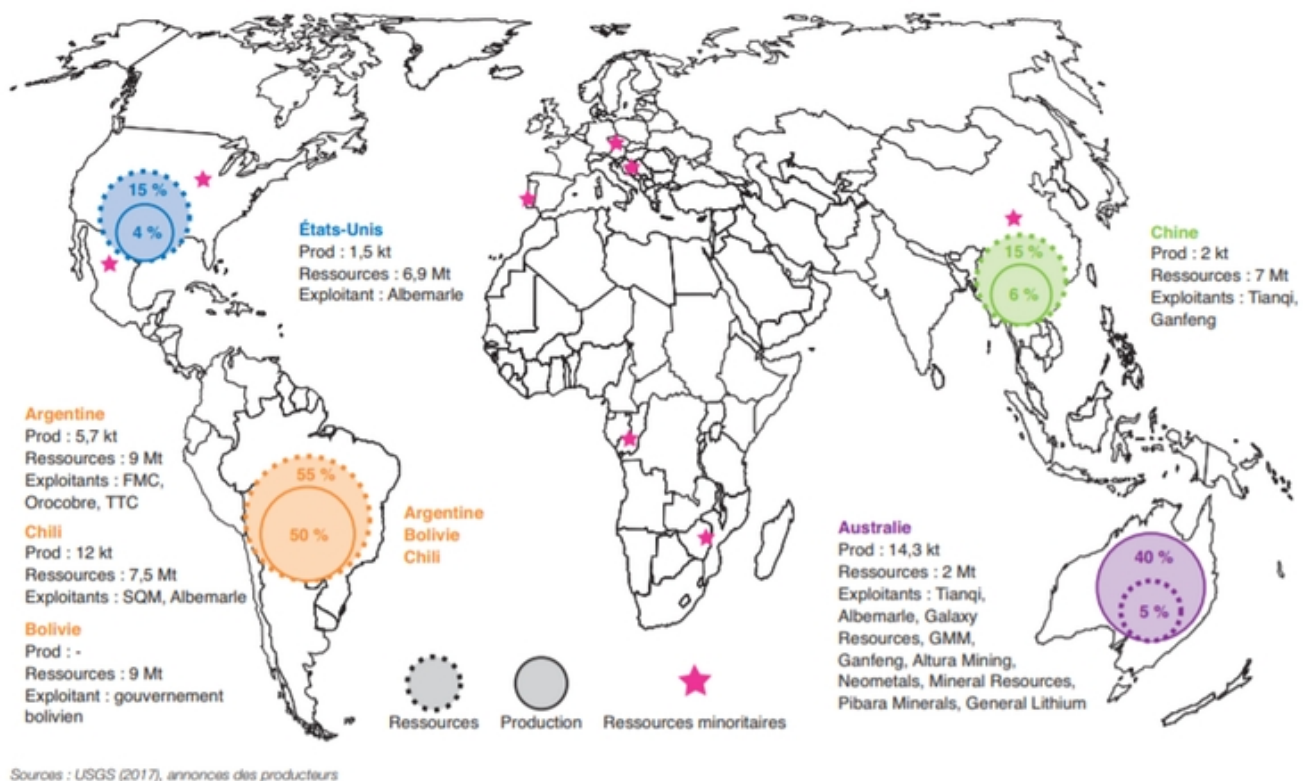 15 %
4 %
États-Unis
Prod : 1,5 kt
Ressources : 6,9 Mt
Exploitant : Albemarle
Chine
Prod : 2 kt
Ressources : 7 Mt
Exploitants : Tianqi,
Ganfeng
15 %
6 %
Argentine
Prod : 5,7 kt
Ressources : 9 Mt
Exploitants : FMC,
Orocobre, TTC
Chili
Prod : 12 kt
Ressources : 7,5 Mt
Exploitants : SQM, Albemarle
Bolivie
Prod : -
Ressources : 9 Mt
Exploitant : gouvernement
bolivien
55 %
50 %
Argentine
Bolivie
Chili
Australie
Prod : 14,3 kt
Ressources : 2 Mt
Exploitants : Tianqi,
Albemarle, Galaxy
Resources, GMM,
Ganfeng, Altura Mining,
Neometals, Mineral Resources,
Pibara Minerals, General Lithium
40 %
5 %
Ressources
Production
Ressources minoritaires
Sources : USGS (2017), annonces des producteurs